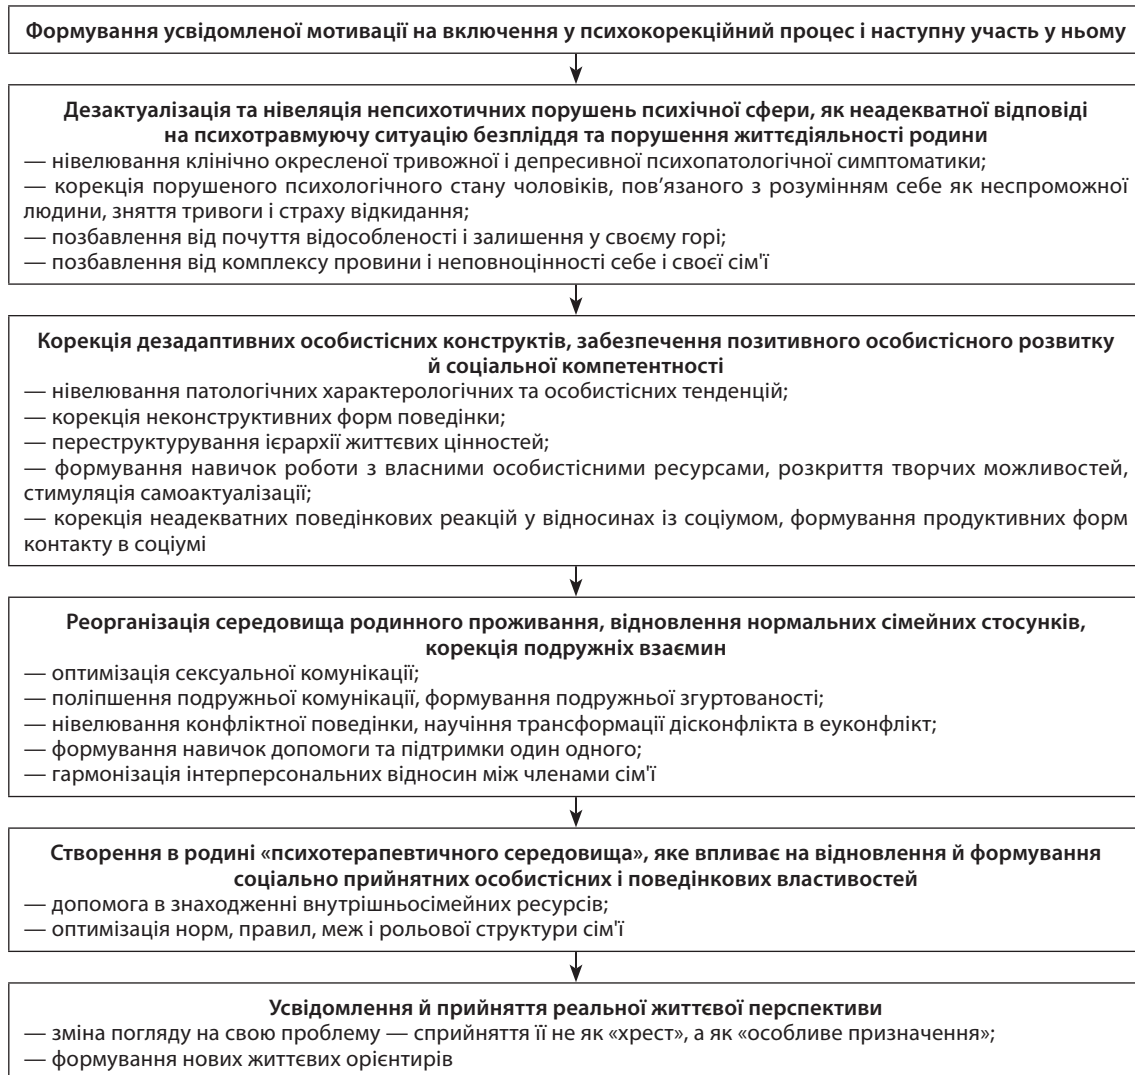 Формування усвідомленої мотивації на включення у психокорекційний процес і наступну участь у ньому
Дезактуалізація та нівеляція непсихотичних порушень психічної сфери, як неадекватної відповіді
на психотравмуючу ситуацію безпліддя та порушення життєдіяльності родини
— нівелювання клінічно окресленої тривожної і депресивної психопатологічної симптоматики;
— корекція порушеного психологічного стану чоловіків, пов’язаного з розумінням себе як неспроможної
людини, зняття тривоги і страху відкидання;
— позбавлення від почуття відособленості і залишення у своєму горі;
— позбавлення від комплексу провини і неповноцінності себе і своєї сім'ї
Корекція дезадаптивних особистісних конструктів, забезпечення позитивного особистісного розвитку
й соціальної компетентності
— нівелювання патологічних характерологічних та особистісних тенденцій;
— корекція неконструктивних форм поведінки;
— переструктурування ієрархії життєвих цінностей;
— формування навичок роботи з власними особистісними ресурсами, розкриття творчих можливостей,
стимуляція самоактуалізації;
— корекція неадекватних поведінкових реакцій у відносинах із соціумом, формування продуктивних форм
контакту в соціумі
Реорганізація середовища родинного проживання, відновлення нормальних сімейних стосунків,
корекція подружніх взаємин
— оптимізація сексуальної комунікації;
— поліпшення подружньої комунікації, формування подружньої згуртованості;
— нівелювання конфліктної поведінки, научіння трансформації дісконфлікта в еуконфлікт;
— формування навичок допомоги та підтримки один одного;
— гармонізація інтерперсональних відносин між членами сім'ї
Створення в родині «психотерапевтичного середовища», яке впливає на відновлення й формування
соціально прийнятних особистісних і поведінкових властивостей
— допомога в знаходженні внутрішньосімейних ресурсів;
— оптимізація норм, правил, меж і рольової структури сім'ї
Усвідомлення й прийняття реальної життєвої перспективи
— зміна погляду на свою проблему — сприйняття її не як «хрест», а як «особливе призначення»;
— формування нових життєвих орієнтирів